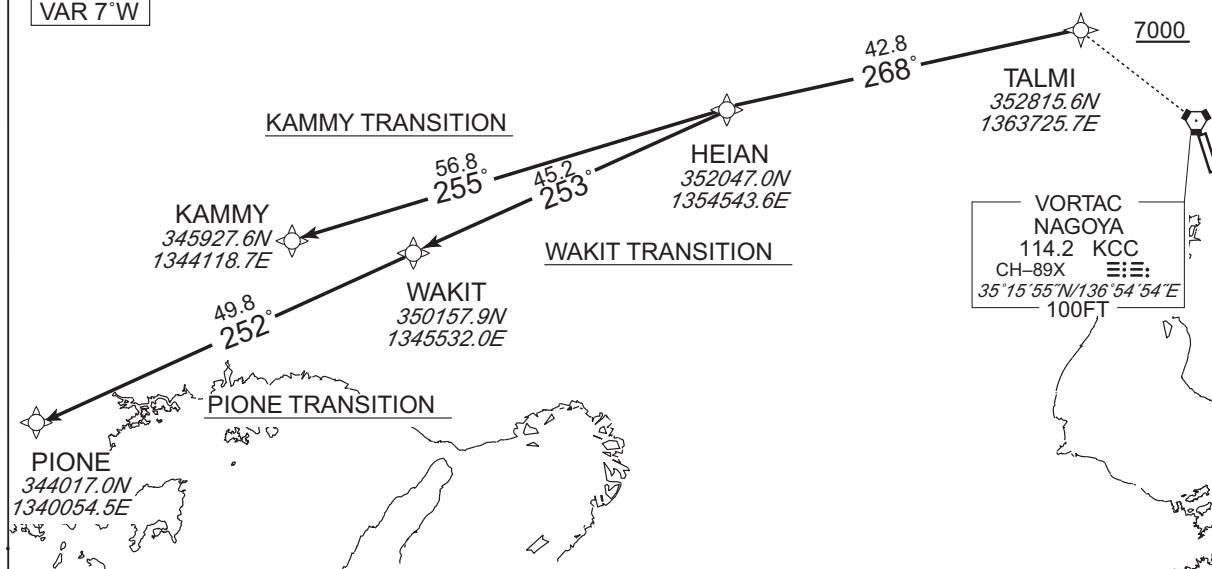 VAR 7°W
7000
42.8
268°
TALMI
352815.6N
1363725.7E
KAMMY TRANSITION
HEIAN
352047.0N
1354543.6E
56.8
255°
45.2
253°
KAMMY
345927.6N
1344118.7E
WAKIT TRANSITION
VORTAC
NAGOYA
114.2 KCC
CH–89X
35°15´55˝N/136°54´54˝E
100FT
WAKIT
350157.9N
1345532.0E
49.8
252°
PIONE TRANSITION
PIONE
344017.0N
1340054.5E